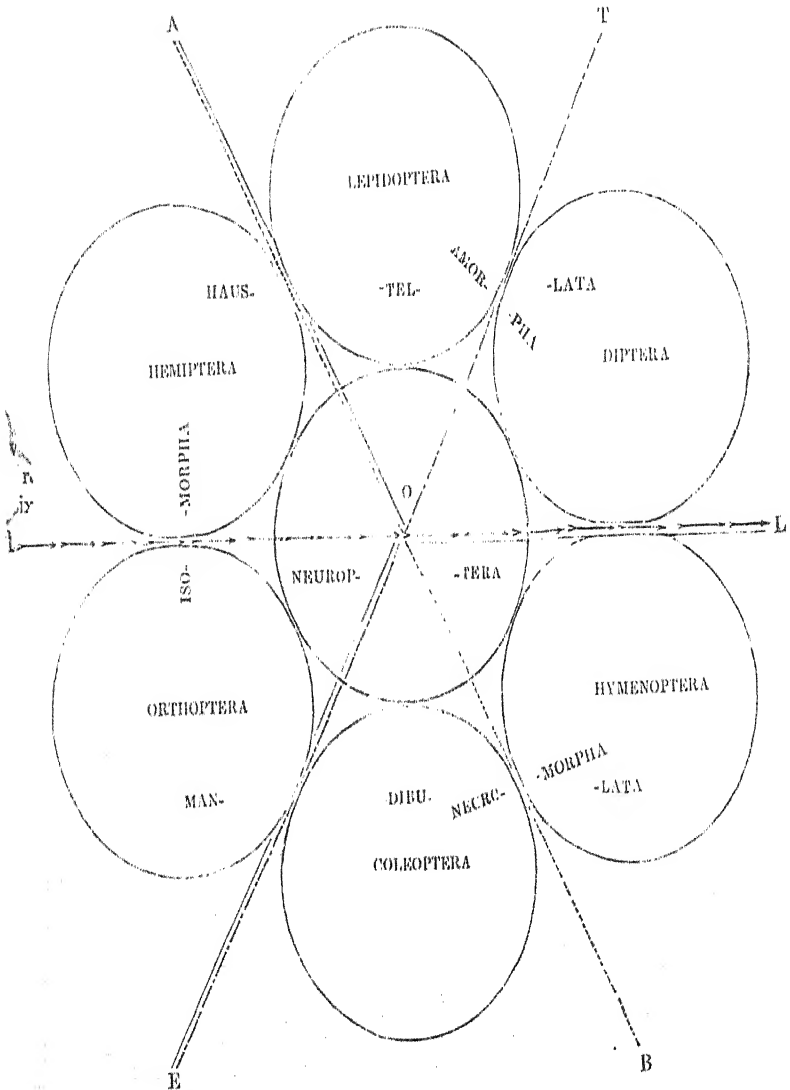 A
T
LEPIDOPTERA
HAUS-
-TEL-
AMOR-
-PHA
-LATA
HEMIPTERA
DIPTERA
-MORPHA
O
L
ISO-
NEUROP-
-TERA
ORTHOPTERA
HYMENOPTERA
MAN-
-DIBU-
NECRO-
-MORPHA
-LATA
COLEOPTERA
E
B